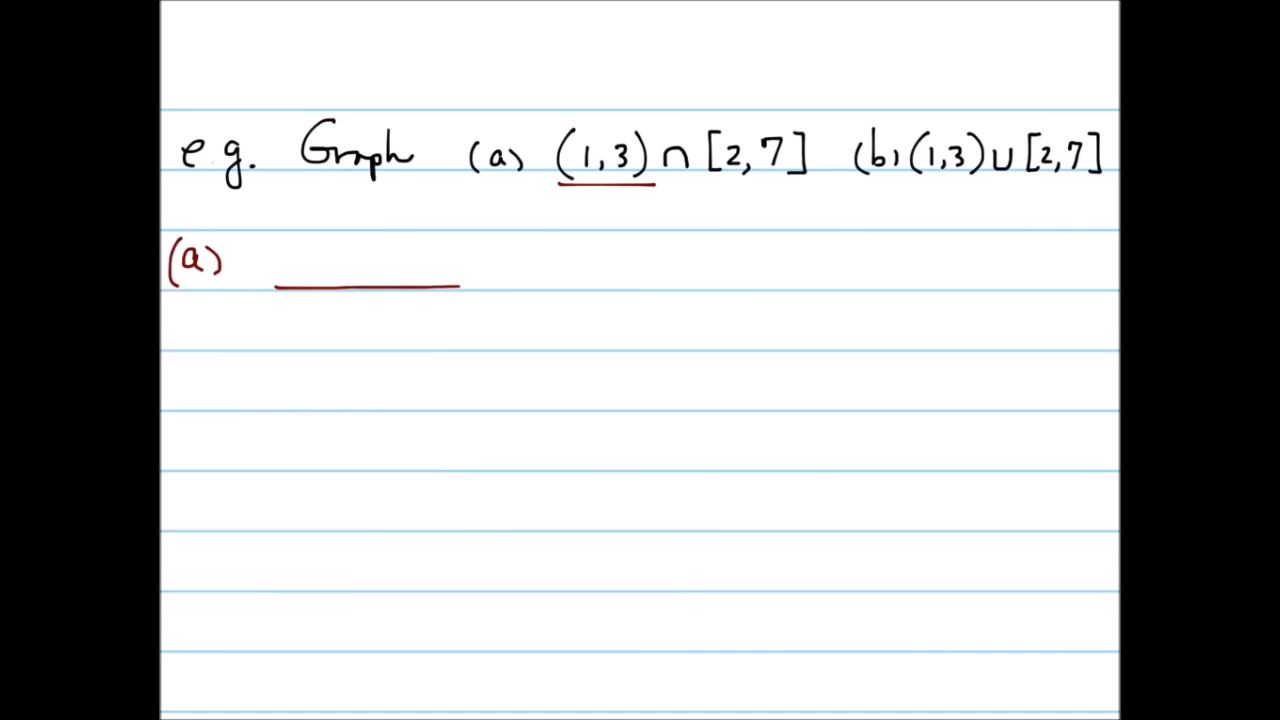 e.g. Graph (a) (1,3) ∩ [2,7] (b) (1,3) ∪ [2,7]
(a)